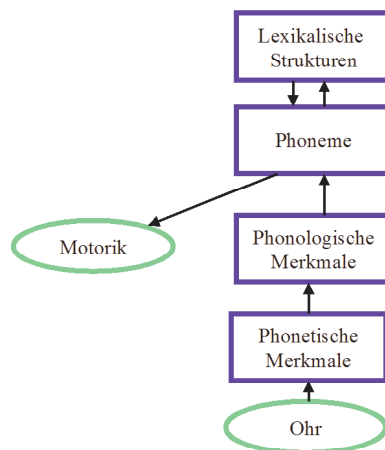 Lexikalische
Strukturen
Phoneme
Motorik
Phonologische
Merkmale
Phonetische
Merkmale
Ohr